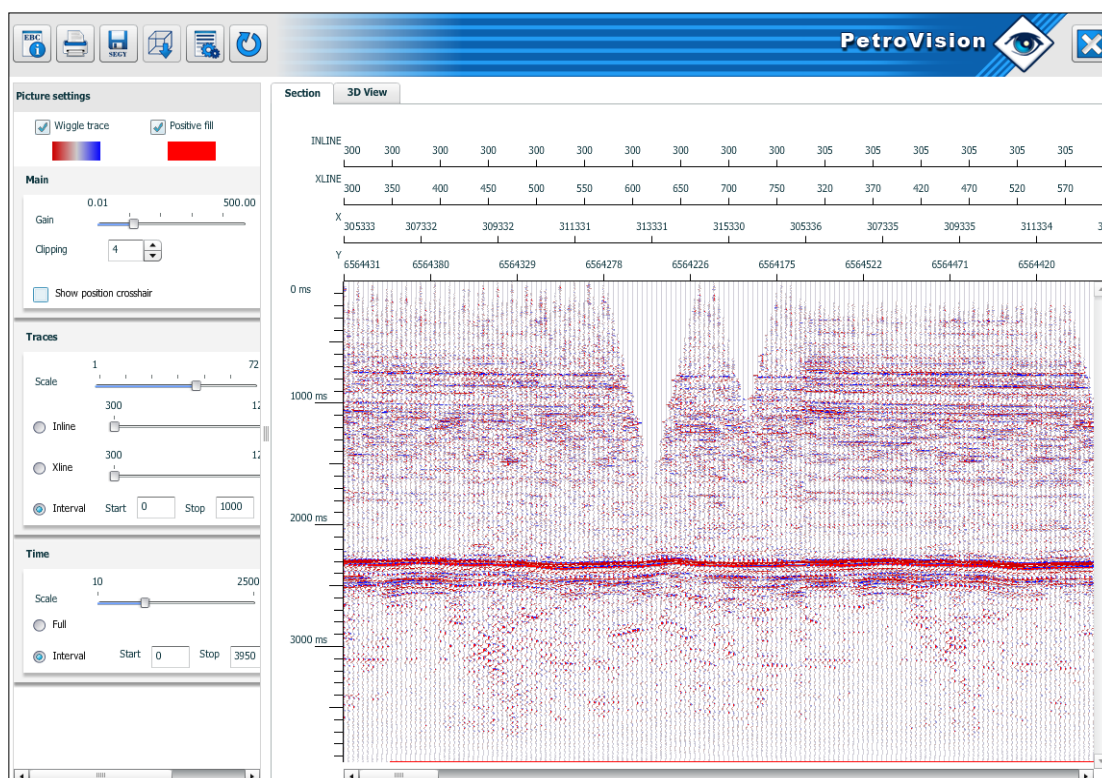 EBC
SEGY
PetroVision
Picture settings
Section 3D View
Wiggle trace Positive fill
Main
0.01 500.00
Gain
Clipping 4
Show position crosshair
Traces
1 72
Scale
300 12
Inline
300 12
Xline
Interval Start 0 Stop 1000
Time
10 2500
Scale
Full
Interval Start 0 Stop 3950
INLINE
300 300 300 300 300 300 300 300 300 300 305 305 305 305 305 305
XLINE
300 350 400 450 500 550 600 650 700 750 320 370 420 470 520 570
X
305333 307332 309332 311331 313331 315330 305336 307335 309335 311334 3
Y
6564431 6564380 6564329 6564278 6564226 6564175 6564522 6564471 6564420
0 ms
1000 ms
2000 ms
3000 ms